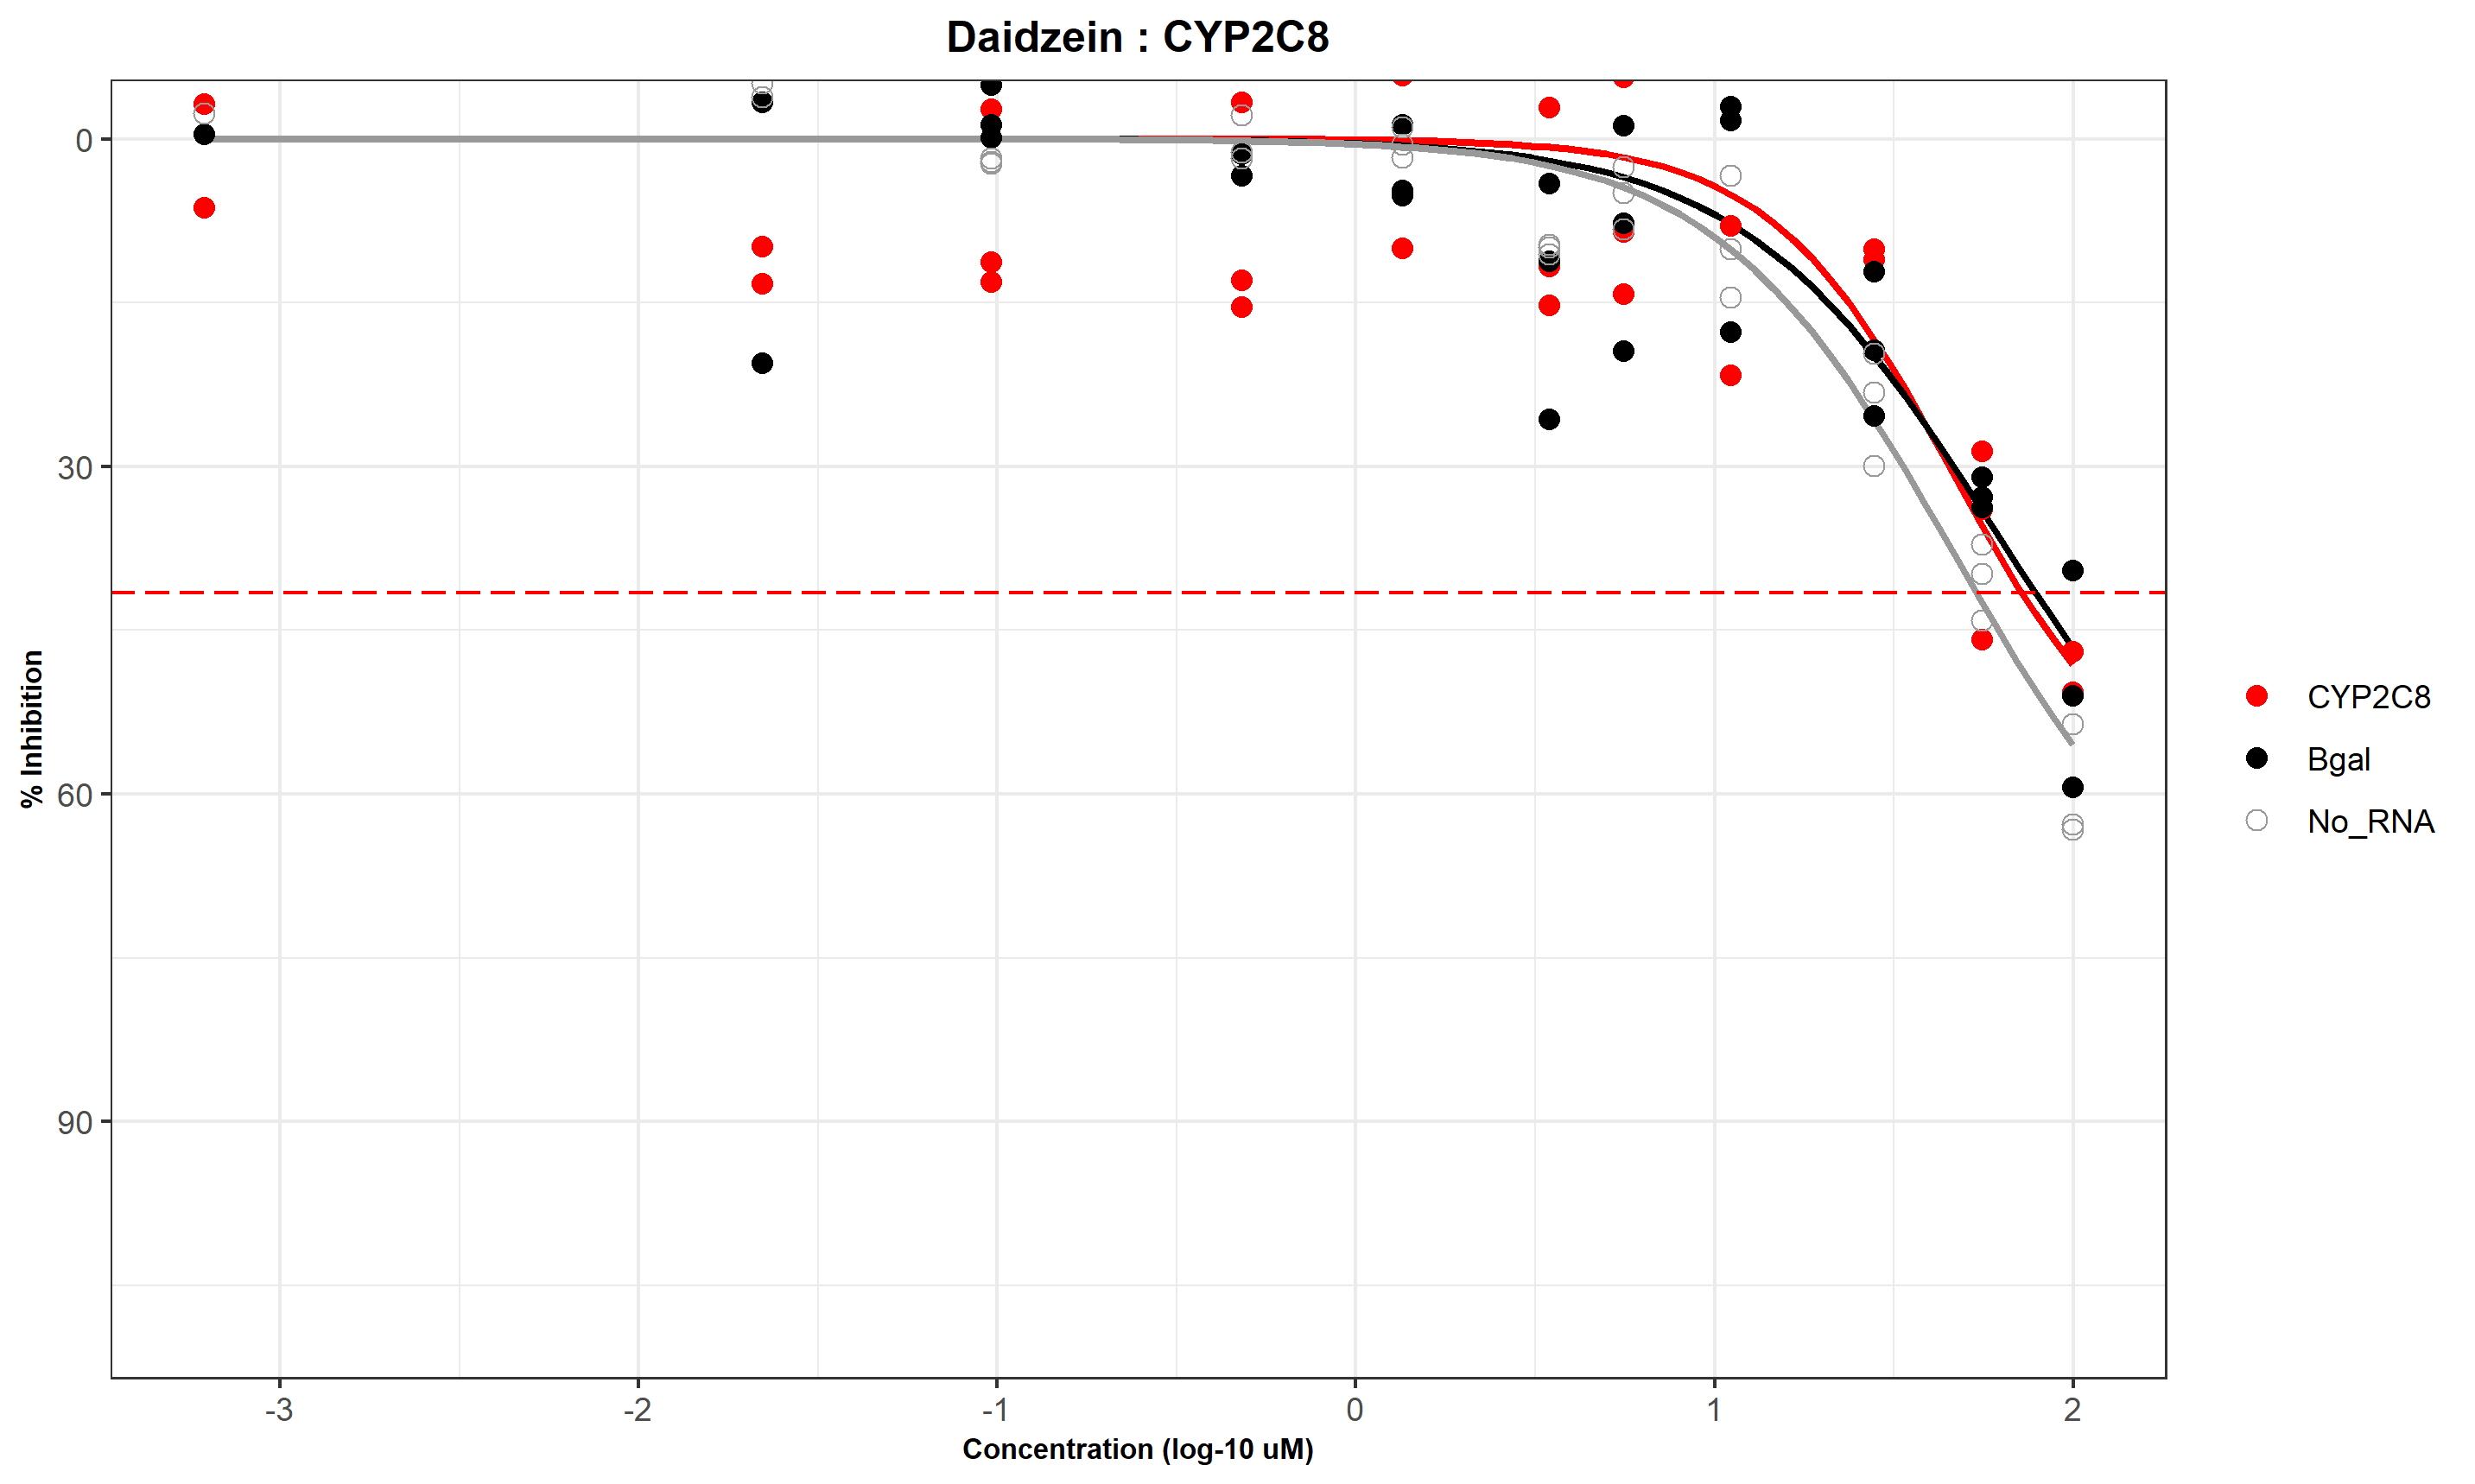 Daidzein : CYP2C8
% Inhibition
0
30
60
90
-3
-2
-1
0
1
2
Concentration (log-10 uM)
CYP2C8
Bgal
No_RNA